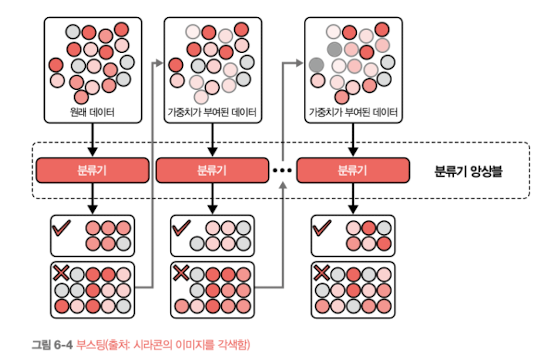 원래 데이터
가중치가 부여된 데이터
가중치가 부여된 데이터
분류기
분류기
분류기
분류기 앙상블
그림 6-4 부스팅(출처: 시라콘의 이미지를 각색함)